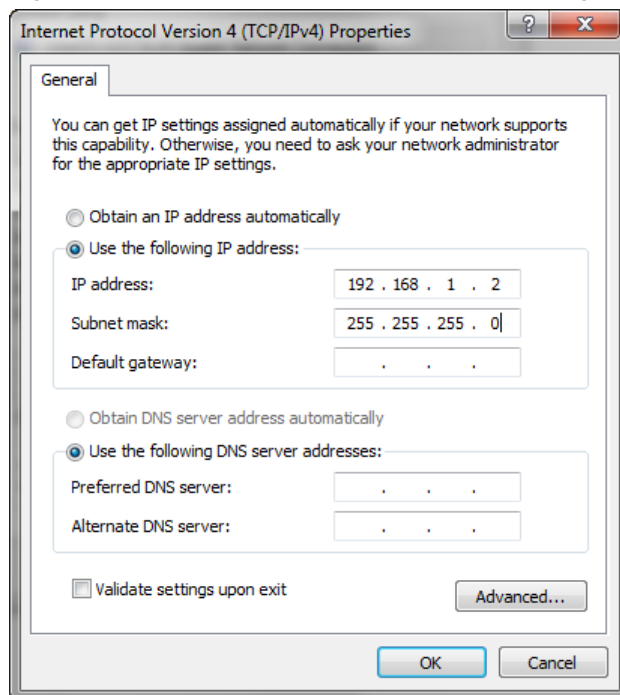 Internet Protocol Version 4 (TCP/IPv4) Properties
?
X
General
You can get IP settings assigned automatically if your network supports
this capability. Otherwise, you need to ask your network administrator
for the appropriate IP settings.
Obtain an IP address automatically
Use the following IP address:
IP address: 192 . 168 . 1 . 2
Subnet mask: 255 . 255 . 255 . 0
Default gateway: . . .
Obtain DNS server address automatically
Use the following DNS server addresses:
Preferred DNS server: . . .
Alternate DNS server: . . .
Validate settings upon exit
Advanced...
OK Cancel